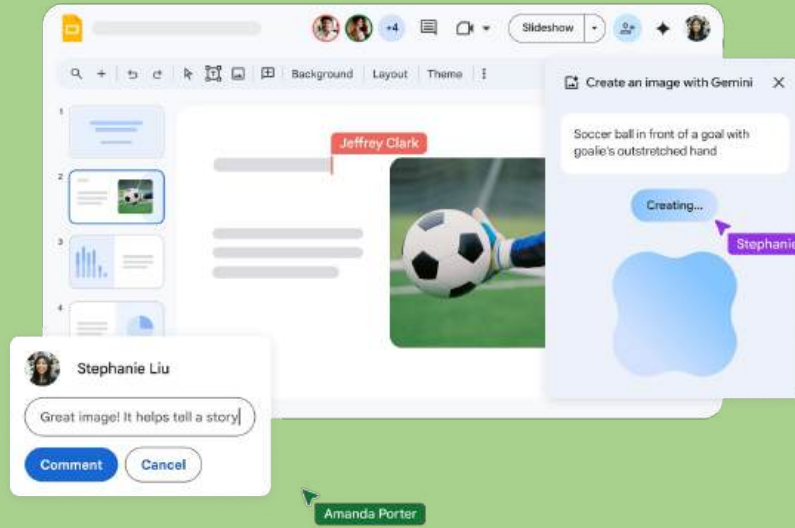 +4
Slideshow
Background
Layout
Theme
1
2
3
4
Jeffrey Clark
Create an image with Gemini
Soccer ball in front of a goal with
goalie's outstretched hand
Creating...
Stephanie
Stephanie Liu
Great image! It helps tell a story
Comment
Cancel
Amanda Porter